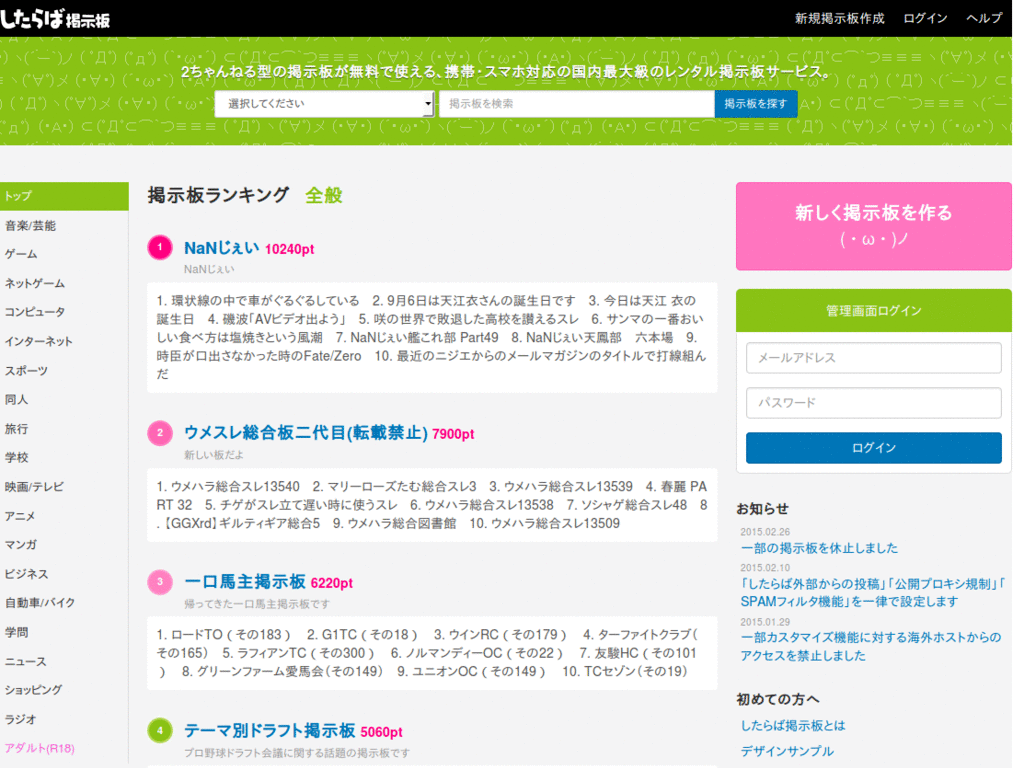 したらば掲示板
新規掲示板作成　ログイン　ヘルプ
2ちゃんねる型の掲示板が無料で使える、携帯・スマホ対応の国内最大級のレンタル掲示板サービス。
選択してください
掲示板を検索
掲示板を探す
トップ
音楽/芸能
ゲーム
ネットゲーム
コンピュータ
インターネット
スポーツ
同人
旅行
学校
映画/テレビ
アニメ
マンガ
ビジネス
自動車/バイク
学問
ニュース
ショッピング
ラジオ
アダルト(R18)
掲示板ランキング　全般
1 NaNじぇい 10240pt
NaNじぇい
1. 環状線の中で車がぐるぐるしている　2. 9月6日は天江衣さんの誕生日です　3. 今日は天江 衣の
誕生日　4. 磯波「AVビデオ出よう」　5. 咲の世界で敗退した高校を讃えるスレ　6. サンマの一番おい
しい食べ方は塩焼きという風潮　7. NaNじぇい艦これ部 Part49　8. NaNじぇい天鳳部　六本場　9.
時臣が口出さなかった時のFate/Zero　10. 最近のニジエからのメールマガジンのタイトルで打線組ん
だ
2 ウメスレ総合板二代目(転載禁止) 7900pt
新しい板だよ
1. ウメハラ総合スレ13540　2. マリーローズたむ総合スレ3　3. ウメハラ総合スレ13539　4. 春麗 PA
RT 32　5. チゲがスレ立て遅い時に使うスレ　6. ウメハラ総合スレ13538　7. ソシャゲ総合スレ48　8
. 【GGXrd】ギルティギア総合5　9. ウメハラ総合図書館　10. ウメハラ総合スレ13509
3 一口馬主掲示板 6220pt
帰ってきた一口馬主掲示板です
1. ロードTO（その183）　2. G1TC（その18）　3. ウインRC（その179）　4. ターファイトクラブ（
その165）　5. ラフィアンTC（その300）　6. ノルマンディーOC（その22）　7. 友駿HC（その101
）　8. グリーンファーム愛馬会（その149）　9. ユニオンOC（その149）　10. TCセゾン（その19）
4 テーマ別ドラフト掲示板 5060pt
プロ野球ドラフト会議に関する話題の掲示板です
新しく掲示板を作る
(・ω・)ノ
管理画面ログイン
メールアドレス
パスワード
ログイン
お知らせ
2015.02.26
一部の掲示板を休止しました
2015.02.10
「したらば外部からの投稿」「公開プロキシ規制」「
SPAMフィルタ機能」を一律で設定します
2015.01.29
一部カスタマイズ機能に対する海外ホストからの
アクセスを禁止しました
初めての方へ
したらば掲示板とは
デザインサンプル